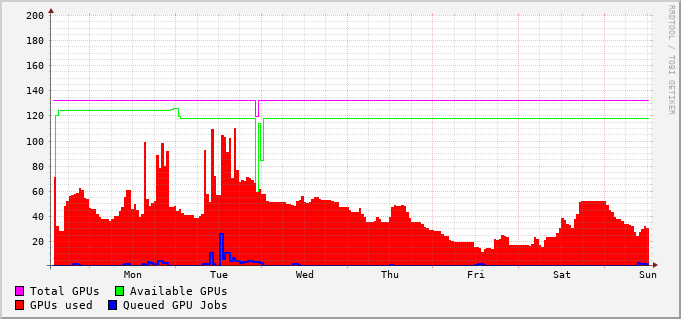 200
180
160
140
120
100
80
60
40
20
Mon Tue Wed Thu Fri Sat Sun
Total GPUs Available GPUs
GPUs used Queued GPU Jobs
RRDTOOL / TOBI OETIKER